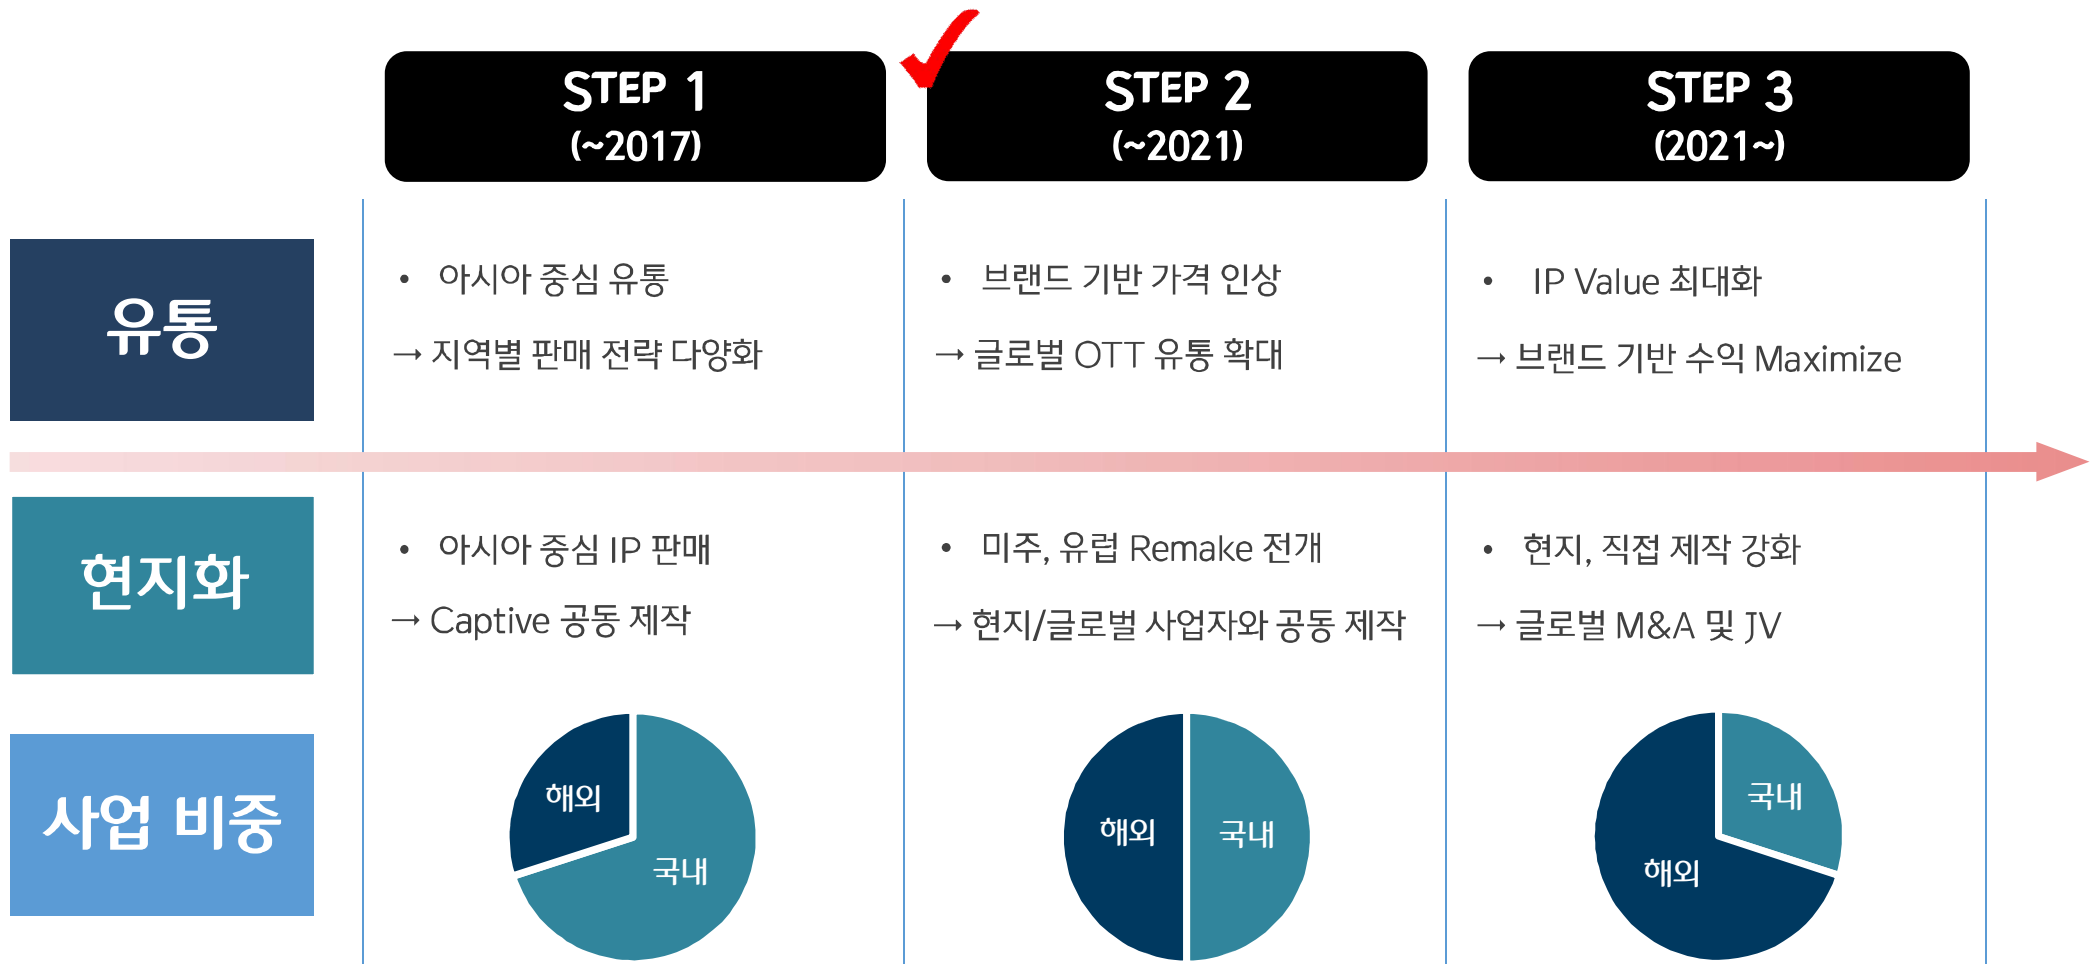 STEP 1
(~2017)
STEP 2
(~2021)
STEP 3
(2021~)
유통
• 아시아 중심 유통
→ 지역별 판매 전략 다양화
• 브랜드 기반 가격 인상
→ 글로벌 OTT 유통 확대
• IP Value 최대화
→ 브랜드 기반 수익 Maximize
현지화
• 아시아 중심 IP 판매
→ Captive 공동 제작
• 미주, 유럽 Remake 전개
→ 현지/글로벌 사업자와 공동 제작
• 현지, 직접 제작 강화
→ 글로벌 M&A 및 JV
사업 비중
해외
국내
해외
국내
국내
해외